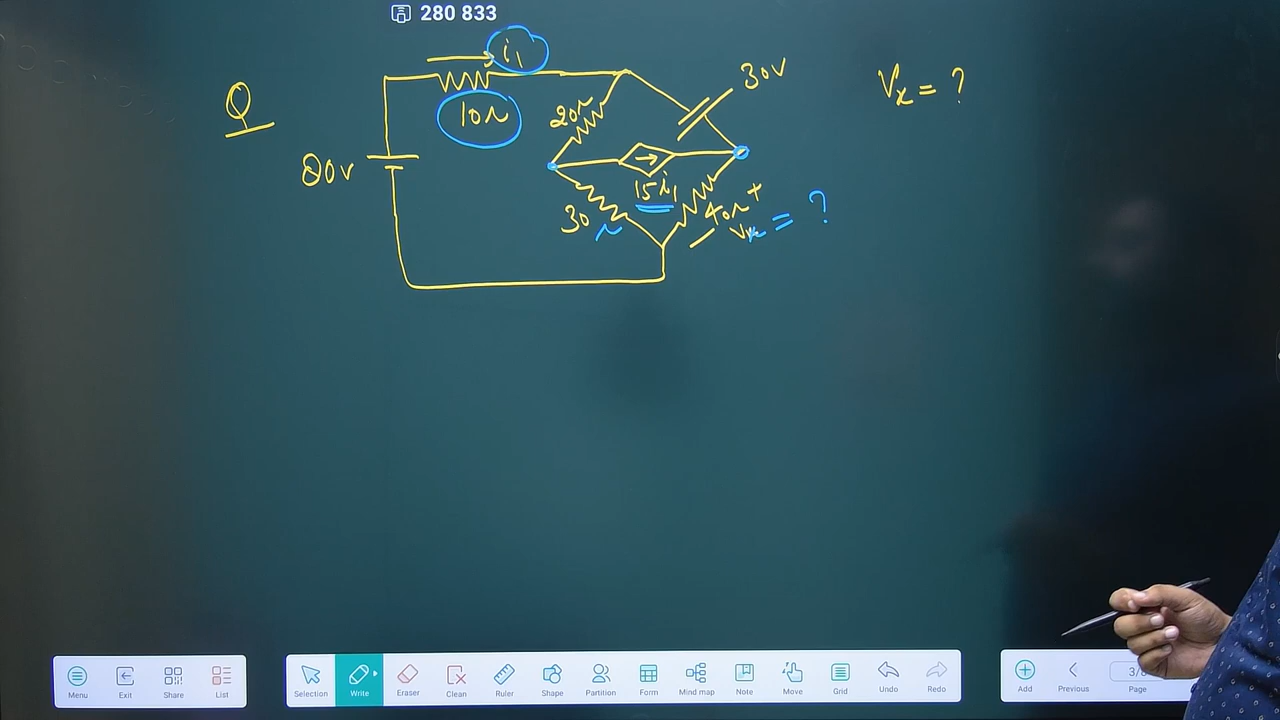 280 833
Q
i₁
10Ω
80v
20Ω
30v
Vx = ?
15i₁
30Ω
40Ω +
Vx = ?
Menu
Exit
Share
List
Selection
Write
Eraser
Clean
Ruler
Shape
Partition
Form
Mind map
Note
Move
Grid
Undo
Redo
Add
Previous
Page